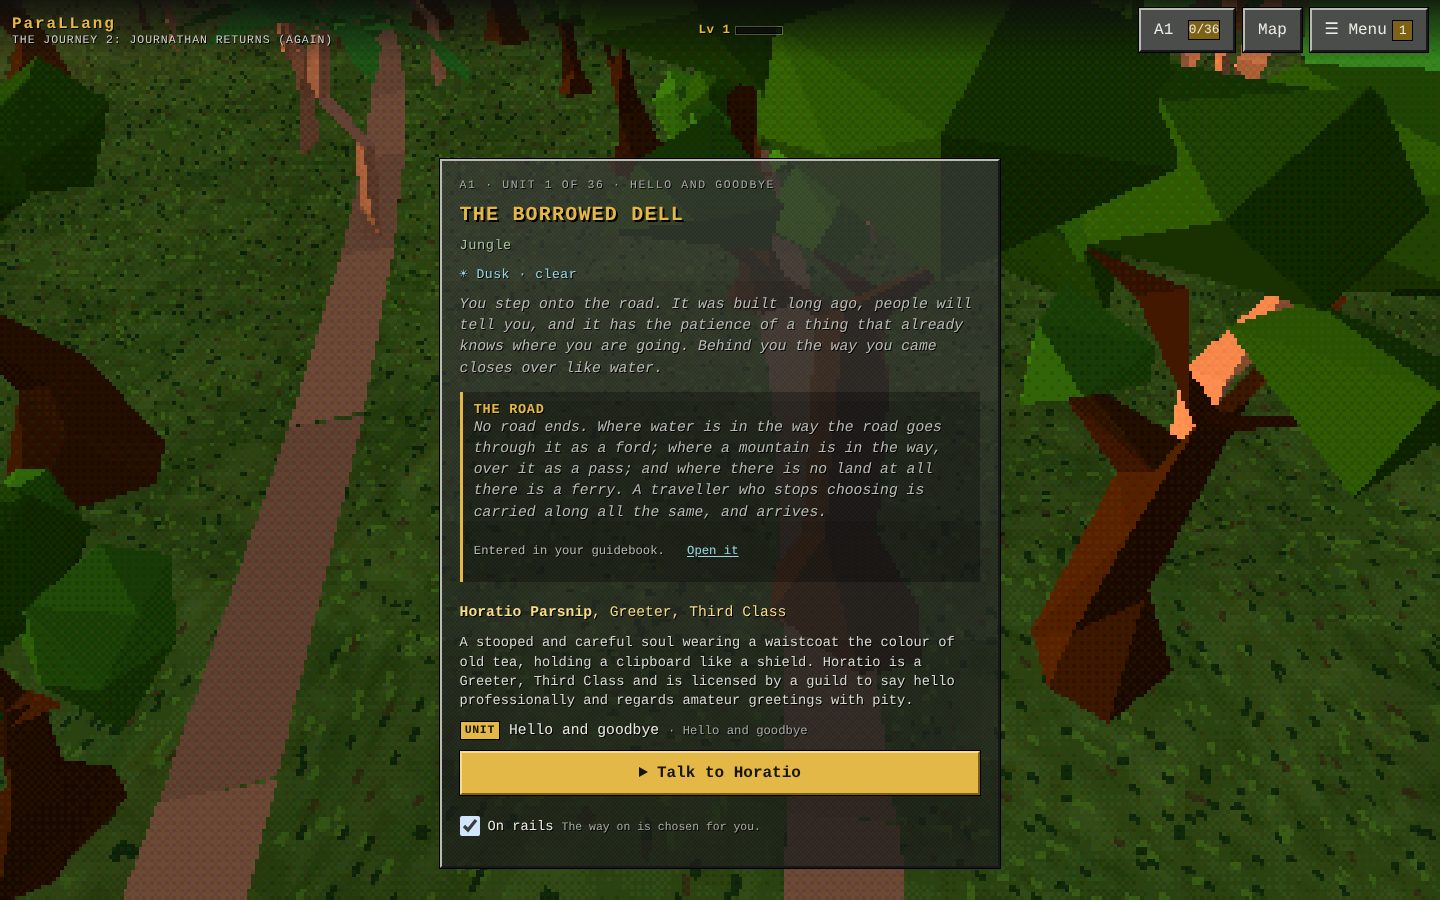 ParaLLang
THE JOURNEY 2: JOURNATHAN RETURNS (AGAIN)
Lv 1
A1 0/36
Map
☰ Menu 1
A1 · UNIT 1 OF 36 · HELLO AND GOODBYE
THE BORROWED DELL
Jungle
☀ Dusk · clear
You step onto the road. It was built long ago, people will
tell you, and it has the patience of a thing that already
knows where you are going. Behind you the way you came
closes over like water.
THE ROAD
No road ends. Where water is in the way the road goes
through it as a ford; where a mountain is in the way,
over it as a pass; and where there is no land at all
there is a ferry. A traveller who stops choosing is
carried along all the same, and arrives.
Entered in your guidebook. Open it
Horatio Parsnip, Greeter, Third Class
A stooped and careful soul wearing a waistcoat the colour of
old tea, holding a clipboard like a shield. Horatio is a
Greeter, Third Class and is licensed by a guild to say hello
professionally and regards amateur greetings with pity.
UNIT Hello and goodbye · Hello and goodbye
▶ Talk to Horatio
On rails The way on is chosen for you.